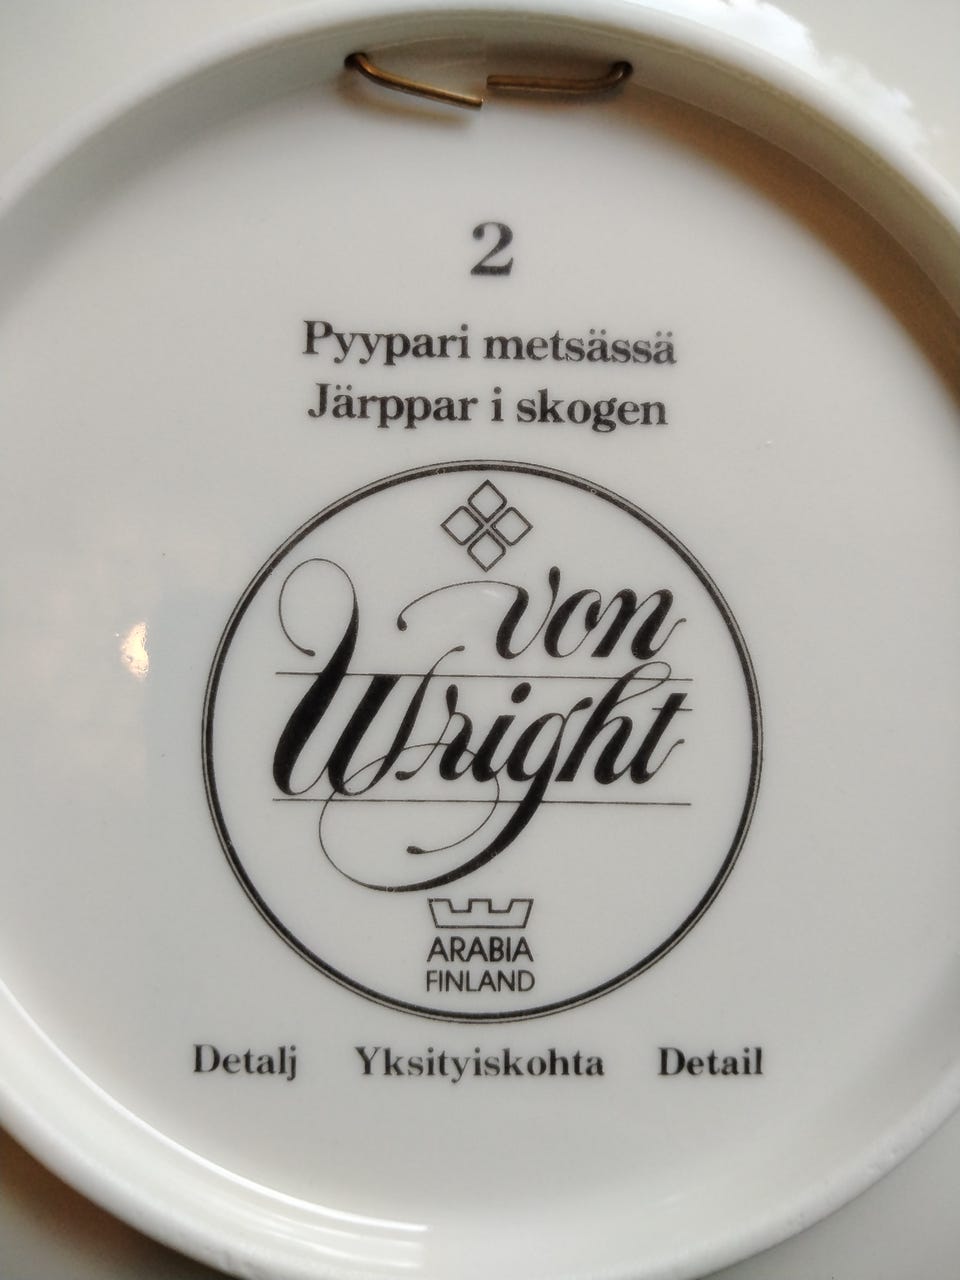 2
Pyypari metsässä
Järppar i skogen
von
Wright
ARABIA
FINLAND
Detalj Yksityiskohta Detail